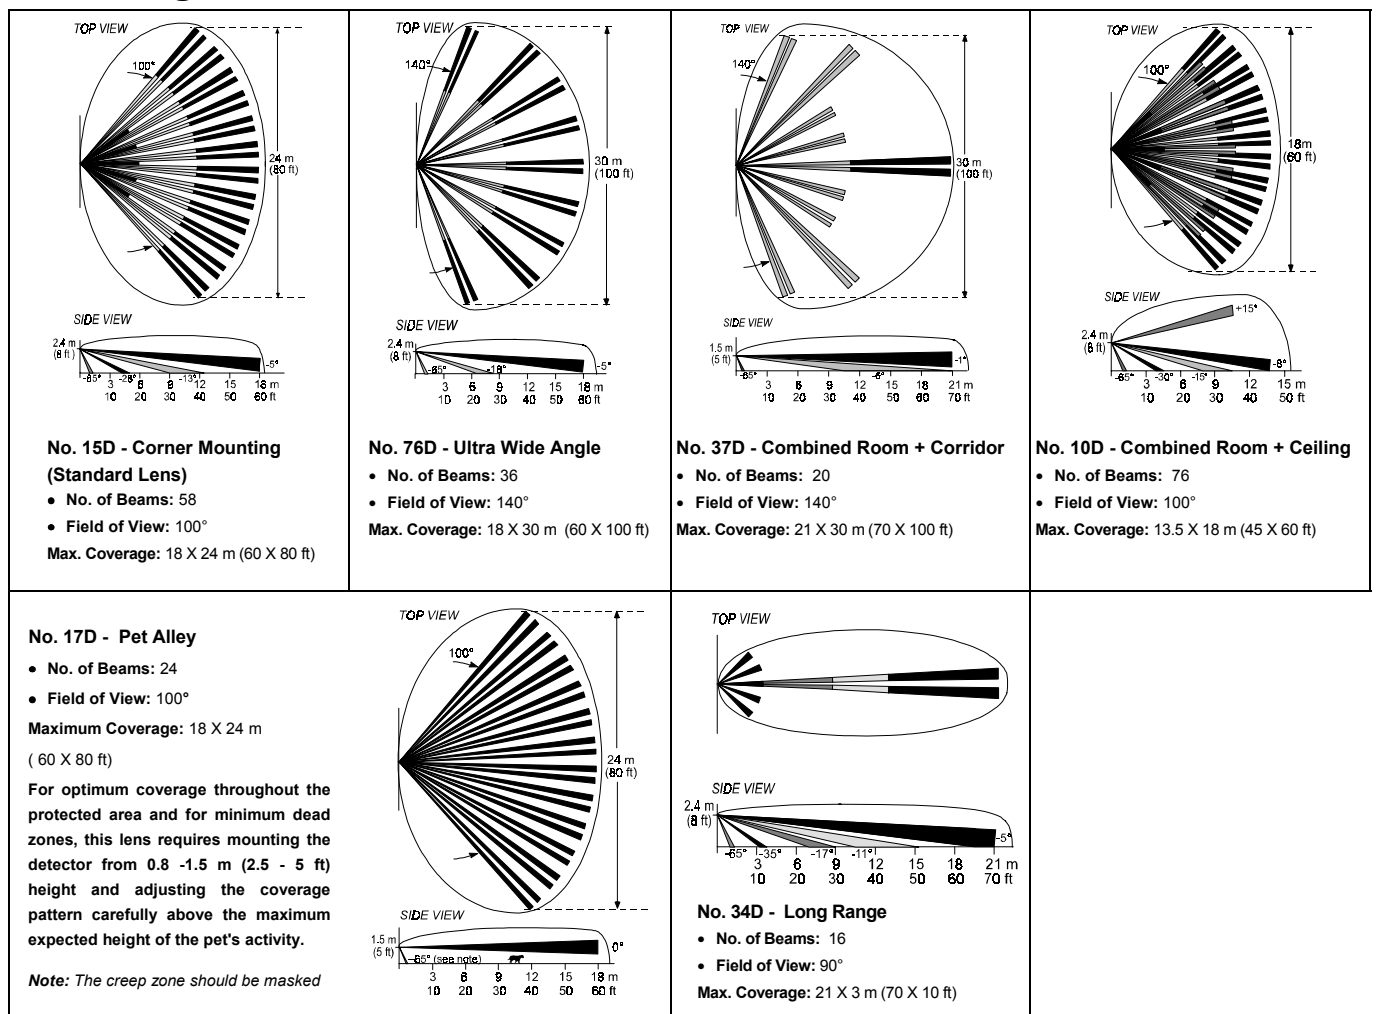 TOP VIEW
100°
24 m
(80 ft)
SIDE VIEW
2.4 m
(8 ft)
-5°
-65° -28° -13°
3 6 9 12 15 18 m
10 20 30 40 50 60 ft
No. 15D - Corner Mounting
(Standard Lens)
• No. of Beams: 58
• Field of View: 100°
Max. Coverage: 18 X 24 m (60 X 80 ft)
TOP VIEW
140°
30 m
(100 ft)
SIDE VIEW
2.4 m
(8 ft)
-5°
-65° -18°
3 6 9 12 15 18 m
10 20 30 40 50 60 ft
No. 76D - Ultra Wide Angle
• No. of Beams: 36
• Field of View: 140°
Max. Coverage: 18 X 30 m (60 X 100 ft)
TOP VIEW
140°
30 m
(100 ft)
SIDE VIEW
1.5 m
(5 ft)
-1°
-65° -6°
3 6 9 12 15 18 21 m
10 20 30 40 50 60 70 ft
No. 37D - Combined Room + Corridor
• No. of Beams: 20
• Field of View: 140°
Max. Coverage: 21 X 30 m (70 X 100 ft)
TOP VIEW
100°
18m
(60 ft)
SIDE VIEW
+15°
2.4 m
(8 ft)
-8°
-65° -30° -15°
3 6 9 12 15 m
10 20 30 40 50 ft
No. 10D - Combined Room + Ceiling
• No. of Beams: 76
• Field of View: 100°
Max. Coverage: 13.5 X 18 m (45 X 60 ft)
No. 17D - Pet Alley
• No. of Beams: 24
• Field of View: 100°
Maximum Coverage: 18 X 24 m
( 60 X 80 ft)
For optimum coverage throughout the
protected area and for minimum dead
zones, this lens requires mounting the
detector from 0.8 -1.5 m (2.5 - 5 ft)
height and adjusting the coverage
pattern carefully above the maximum
expected height of the pet's activity.
Note: The creep zone should be masked
TOP VIEW
100°
24 m
(80 ft)
SIDE VIEW
1.5 m
(5 ft)
0°
-65° (see note)
3 6 9 12 15 18 m
10 20 30 40 50 60 ft
TOP VIEW
SIDE VIEW
2.4 m
(8 ft)
-5°
-65° -35° -17° -11°
3 6 9 12 15 18 21 m
10 20 30 40 50 60 70 ft
No. 34D - Long Range
• No. of Beams: 16
• Field of View: 90°
Max. Coverage: 21 X 3 m (70 X 10 ft)